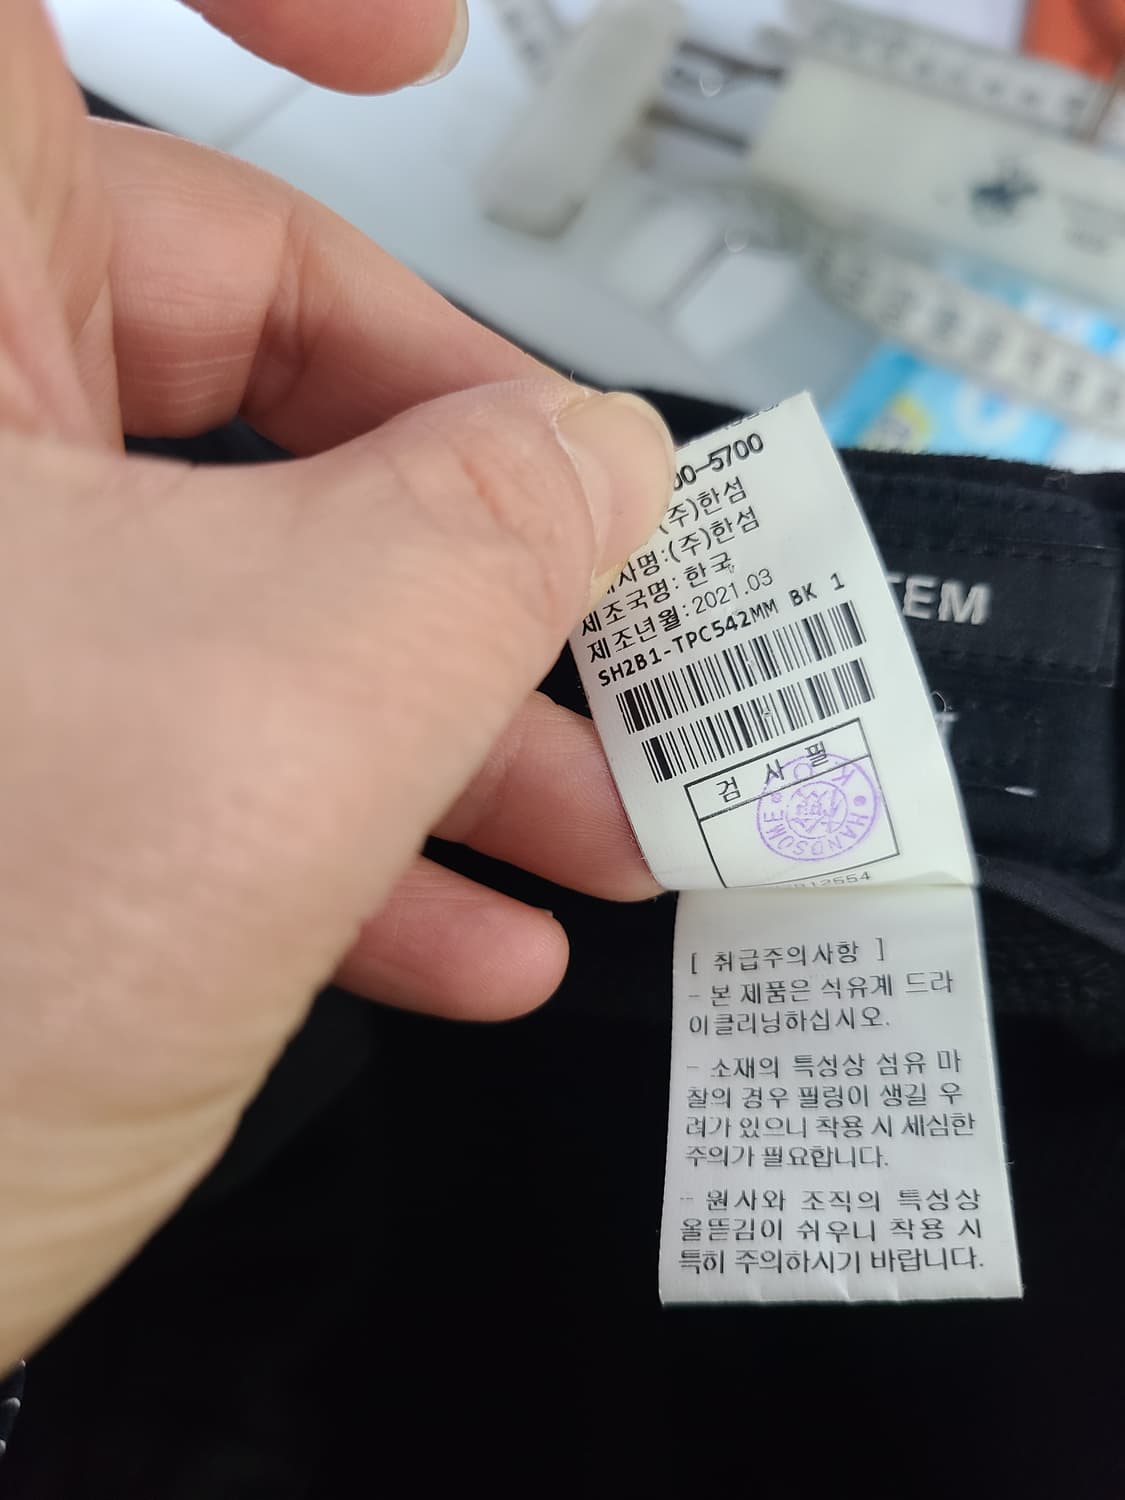 00-5700
(주)한섬
사명:(주)한섬
제조국명: 한국
제조년월: 2021.03
SH2B1-TPC542MM BK 1
검 사 필
HANDSOME CO K
12554
TEM
[ 취급주의사항 ]
- 본 제품은 석유계 드라
이클리닝하십시오.
- 소재의 특성상 섬유 마
찰의 경우 필링이 생길 우
려가 있으니 착용 시 세심한
주의가 필요합니다.
- 원사와 조직의 특성상
올뜯김이 쉬우니 착용 시
특히 주의하시기 바랍니다.